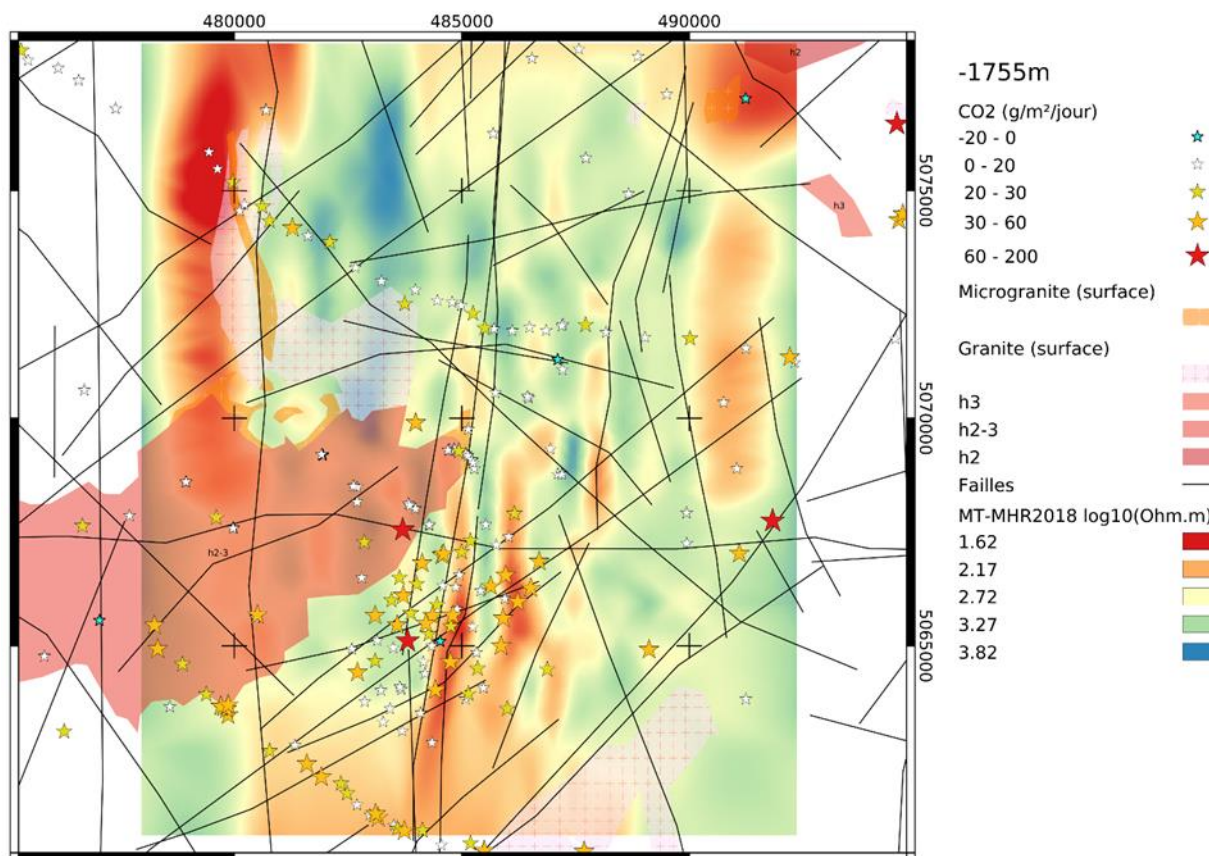 480000 485000 490000
h2
5075000
h3
5070000
h2-3
5065000
-1755m
CO2 (g/m²/jour)
-20 - 0
0 - 20
20 - 30
30 - 60
60 - 200
Microgranite (surface)
Granite (surface)
h3
h2-3
h2
Failles
MT-MHR2018 log10(Ohm.m)
1.62
2.17
2.72
3.27
3.82